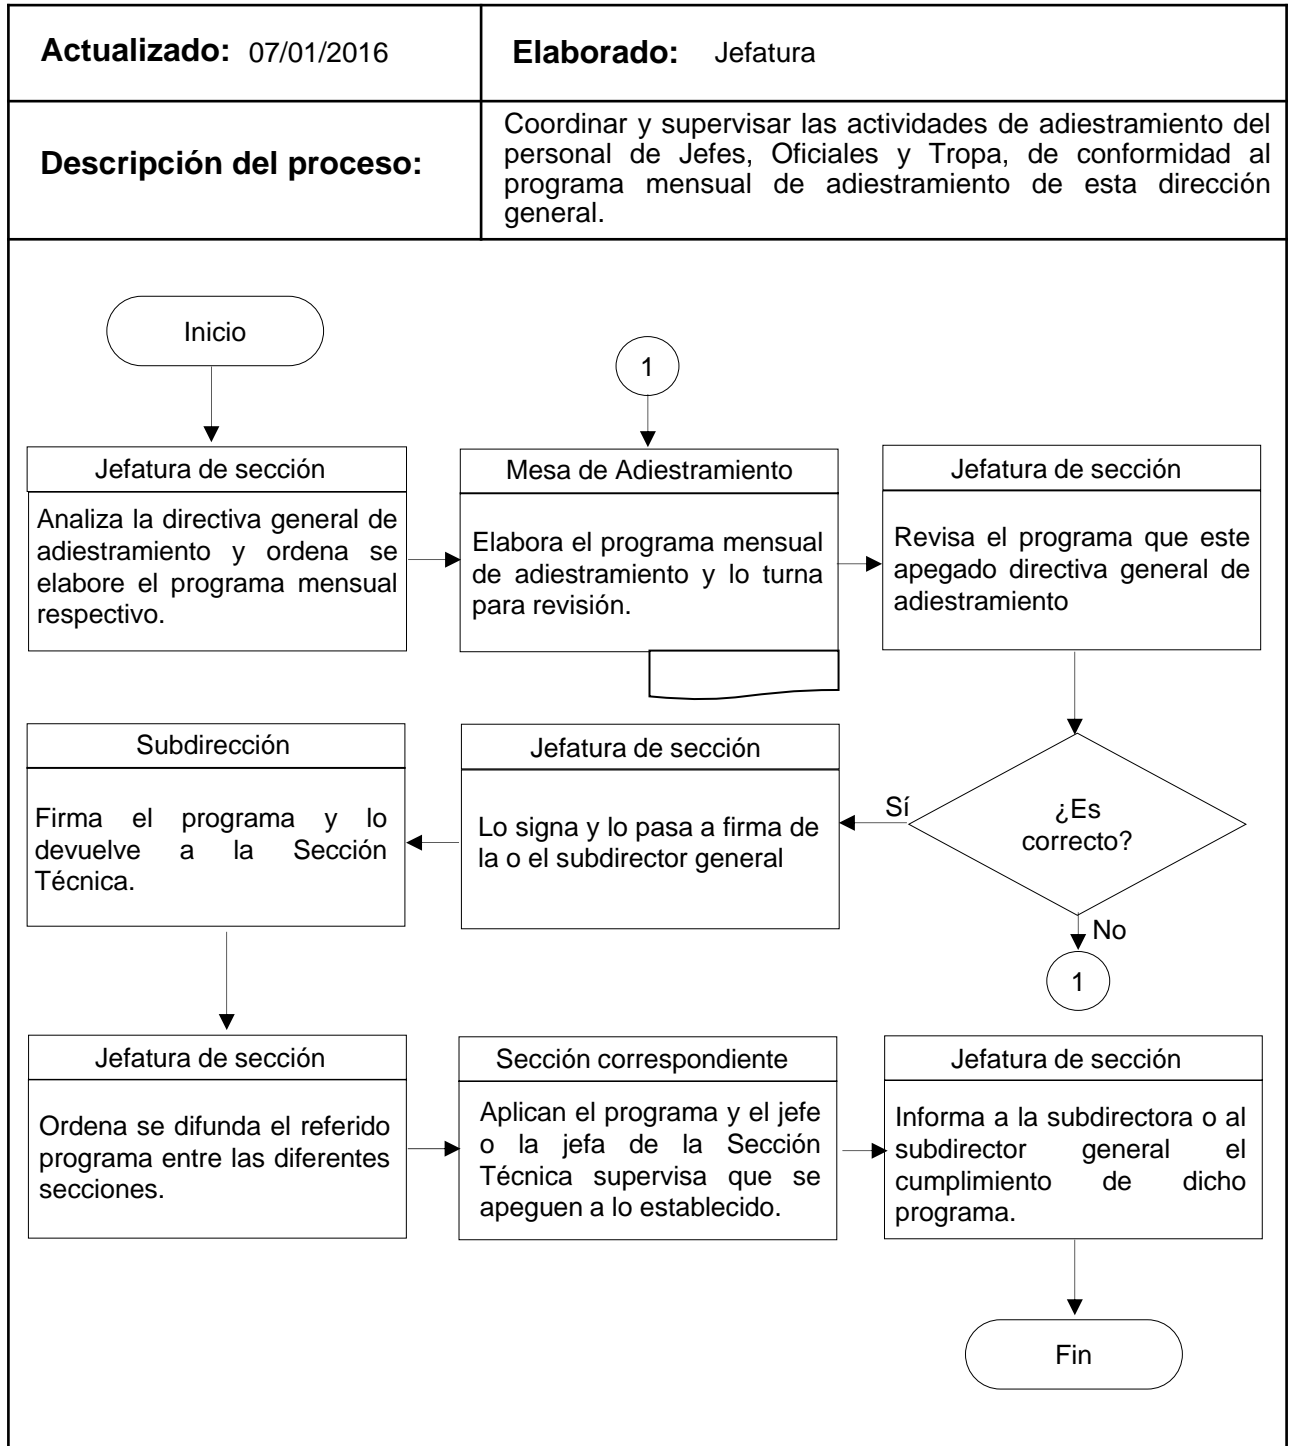 Actualizado: 07/01/2016
Elaborado: Jefatura
Descripción del proceso:
Coordinar y supervisar las actividades de adiestramiento del
personal de Jefes, Oficiales y Tropa, de conformidad al
programa mensual de adiestramiento de esta dirección
general.
Inicio
1
Jefatura de sección
Analiza la directiva general de
adiestramiento y ordena se
elabore el programa mensual
respectivo.
Mesa de Adiestramiento
Elabora el programa mensual
de adiestramiento y lo turna
para revisión.
Jefatura de sección
Revisa el programa que este
apegado directiva general de
adiestramiento
¿Es
correcto?
Sí
No
1
Jefatura de sección
Lo signa y lo pasa a firma de
la o el subdirector general
Subdirección
Firma el programa y lo
devuelve a la Sección
Técnica.
Jefatura de sección
Ordena se difunda el referido
programa entre las diferentes
secciones.
Sección correspondiente
Aplican el programa y el jefe
o la jefa de la Sección
Técnica supervisa que se
apeguen a lo establecido.
Jefatura de sección
Informa a la subdirectora o al
subdirector general el
cumplimiento de dicho
programa.
Fin